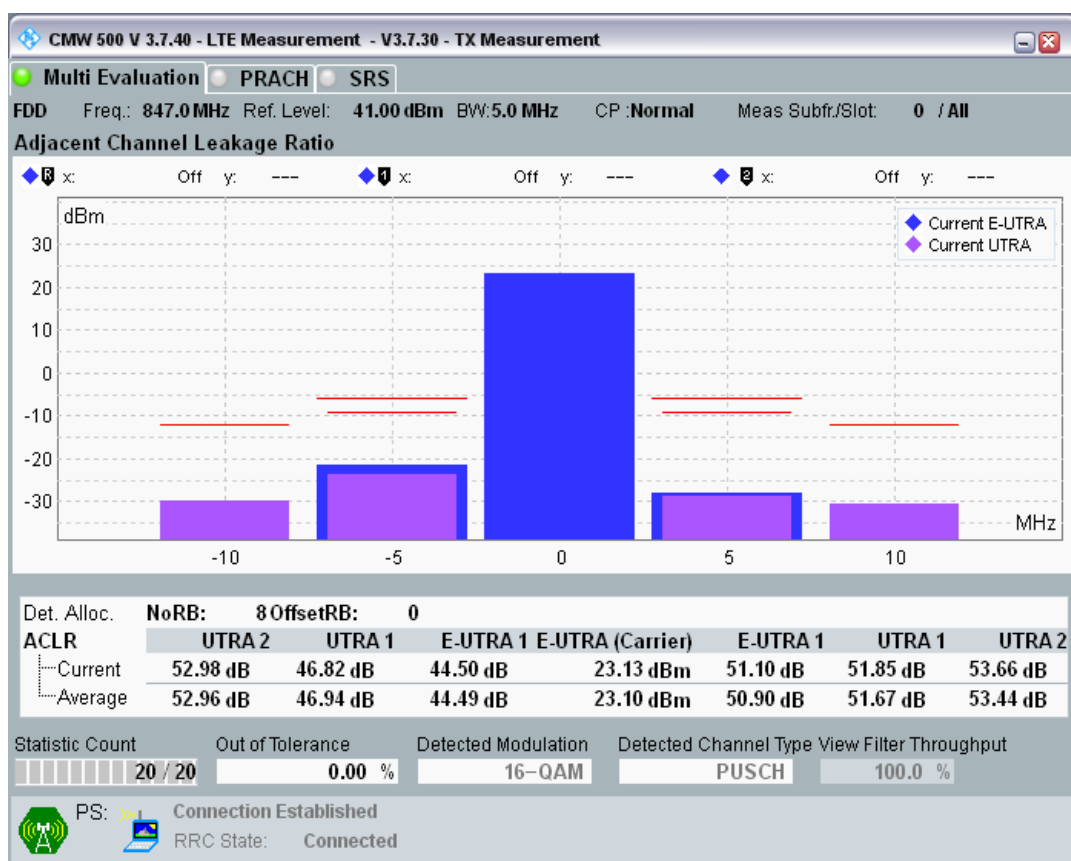 CMW 500 V 3.7.40 - LTE Measurement - V3.7.30 - TX Measurement
Multi Evaluation PRACH SRS
FDD Freq.: 847.0 MHz Ref. Level: 41.00 dBm BW: 5.0 MHz CP : Normal Meas Subfr./Slot: 0 / All
Adjacent Channel Leakage Ratio
R x: Off y: --- 1 x: Off y: --- 2 x: Off y: ---
dBm
Current E-UTRA
Current UTRA
30
20
10
0
-10
-20
-30
MHz
-10 -5 0 5 10
Det. Alloc. NoRB: 8 OffsetRB: 0
ACLR UTRA 2 UTRA 1 E-UTRA 1 E-UTRA (Carrier) E-UTRA 1 UTRA 1 UTRA 2
Current 52.98 dB 46.82 dB 44.50 dB 23.13 dBm 51.10 dB 51.85 dB 53.66 dB
Average 52.96 dB 46.94 dB 44.49 dB 23.10 dBm 50.90 dB 51.67 dB 53.44 dB
Statistic Count Out of Tolerance Detected Modulation Detected Channel Type View Filter Throughput
20 / 20 0.00 % 16-QAM PUSCH 100.0 %
PS: Connection Established
RRC State: Connected